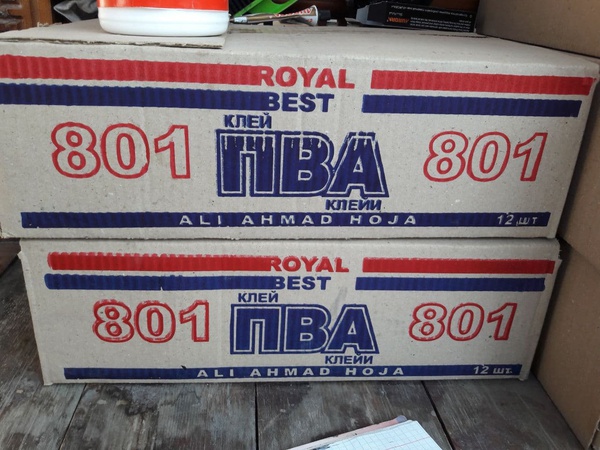 ROYAL
BEST
КЛЕЙ
801 ПВА 801
КЛЕЙИ
ALI AHMAD HOJA 12 ШТ
ROYAL
BEST
КЛЕЙ
801 ПВА 801
КЛЕЙИ
ALI AHMAD HOJA 12 ШТ.